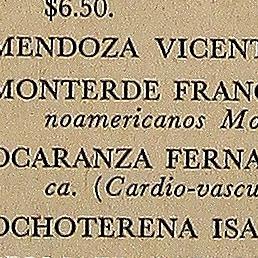 $6.50.
MENDOZA VICENT
MONTERDE FRANC
noamericanos Mo
OCARANZA FERNA
ca. (Cardio-vascu
OCHOTERENA ISA